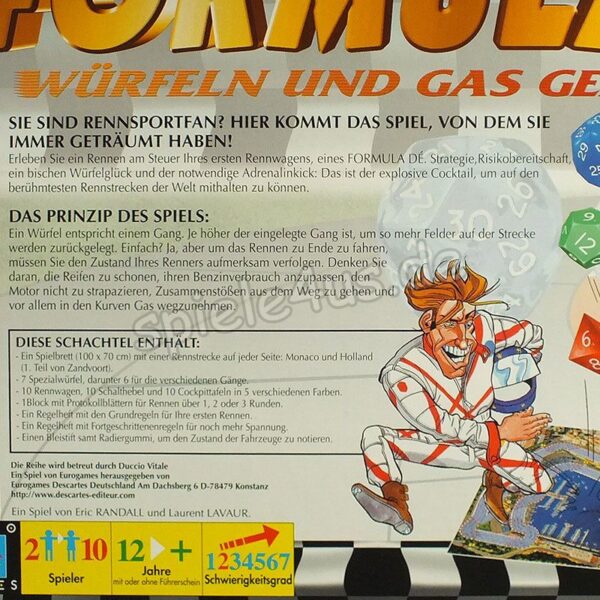 FORMULA
WÜRFELN UND GAS GE
SIE SIND RENNSPORTFAN? HIER KOMMT DAS SPIEL, VON DEM SIE
IMMER GETRÄUMT HABEN!
Erleben Sie ein Rennen am Steuer Ihres ersten Rennwagens, eines FORMULA DÉ. Strategie, Risikobereitschaft,
ein bischen Würfelglück und der notwendige Adrenalinkick: Das ist der explosive Cocktail, um auf den
berühmtesten Rennstrecken der Welt mithalten zu können.
DAS PRINZIP DES SPIELS:
Ein Würfel entspricht einem Gang. Je höher der eingelegte Gang ist, um so mehr Felder auf der Strecke
werden zurückgelegt. Einfach? Ja, aber um das Rennen zu Ende zu fahren,
müssen Sie den Zustand Ihres Renners aufmerksam verfolgen. Denken Sie
daran, die Reifen zu schonen, ihren Benzinverbrauch anzupassen, den
Motor nicht zu strapazieren, Zusammenstößen aus dem Weg zu gehen und
vor allem in den Kurven Gas wegzunehmen.
spiele4us.de
DIESE SCHACHTEL ENTHÄLT:
- Ein Spielbrett (100 x 70 cm) mit einer Rennstrecke auf jeder Seite: Monaco und Holland
(1. Teil von Zandvoort).
- 7 Spezialwürfel, darunter 6 für die verschiedenen Gänge.
- 10 Rennwagen, 10 Schalthebel und 10 Cockpittafeln in 5 verschiedenen Farben.
- 1Block mit Protokollblättern für Rennen über 1, 2 oder 3 Runden.
- Ein Regelheft mit den Grundregeln für Ihre ersten Rennen.
- Ein Regelheft mit Fortgeschrittenenregeln für noch mehr Spannung.
- Einen Bleistift samt Radiergummi, um den Zustand der Fahrzeuge zu notieren.
Die Reihe wird betreut durch Duccio Vitale
Ein Spiel von Eurogames herausgegeben von
Eurogames Descartes Deutschland Am Dachsberg 6 D-78479 Konstanz
http://www.descartes-editeur.com
Ein Spiel von Eric RANDALL und Laurent LAVAUR.
2 10
Spieler
12 +
Jahre
mit oder ohne Führerschein
1234567
Schwierigkeitsgrad
ES
30
29
25
12
6
8